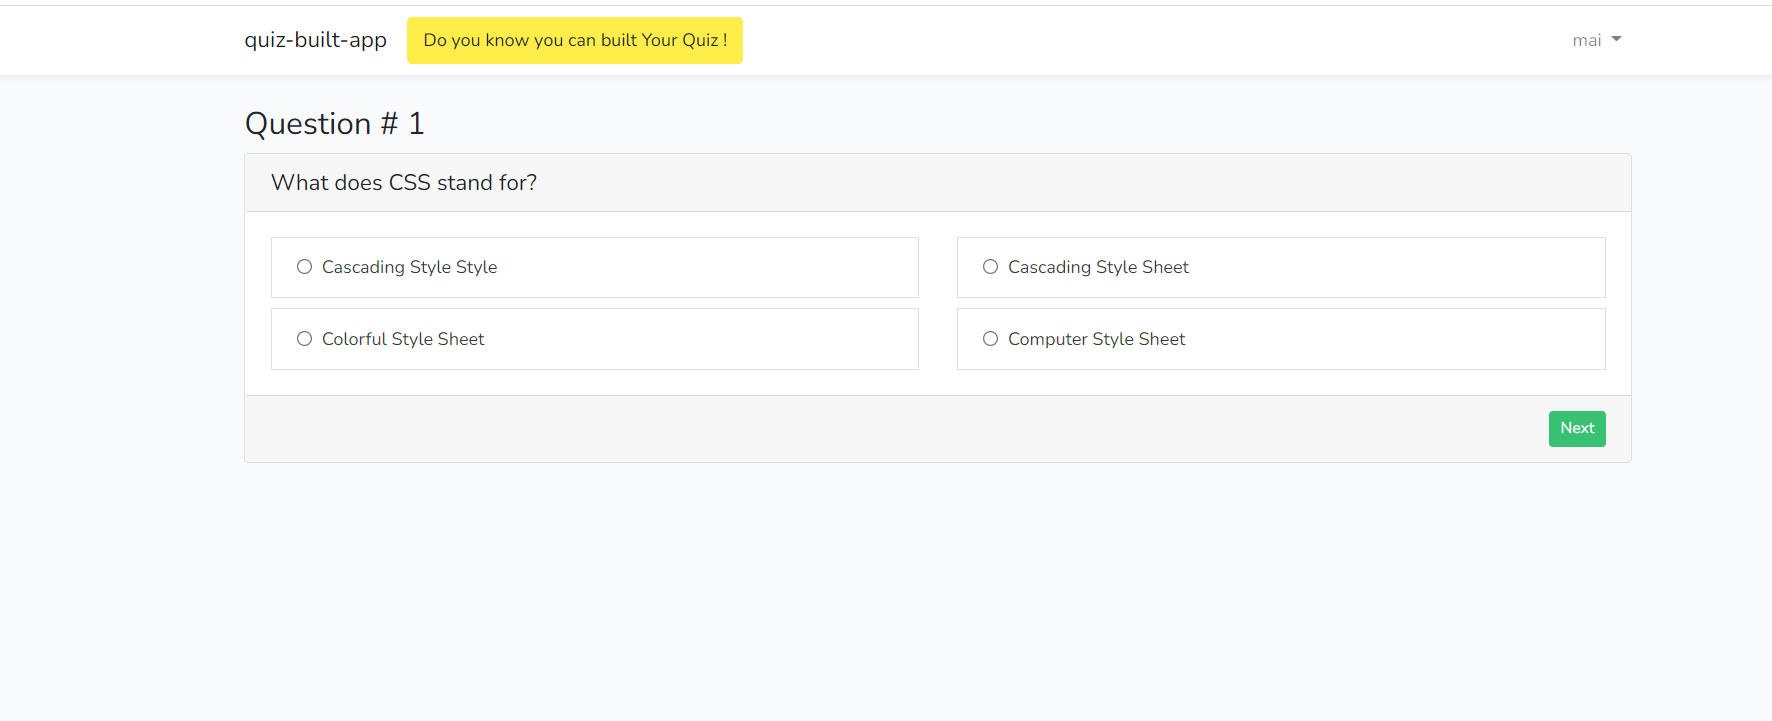 quiz-built-app
Do you know you can built Your Quiz !
mai
Question # 1
What does CSS stand for?
Cascading Style Style
Cascading Style Sheet
Colorful Style Sheet
Computer Style Sheet
Next